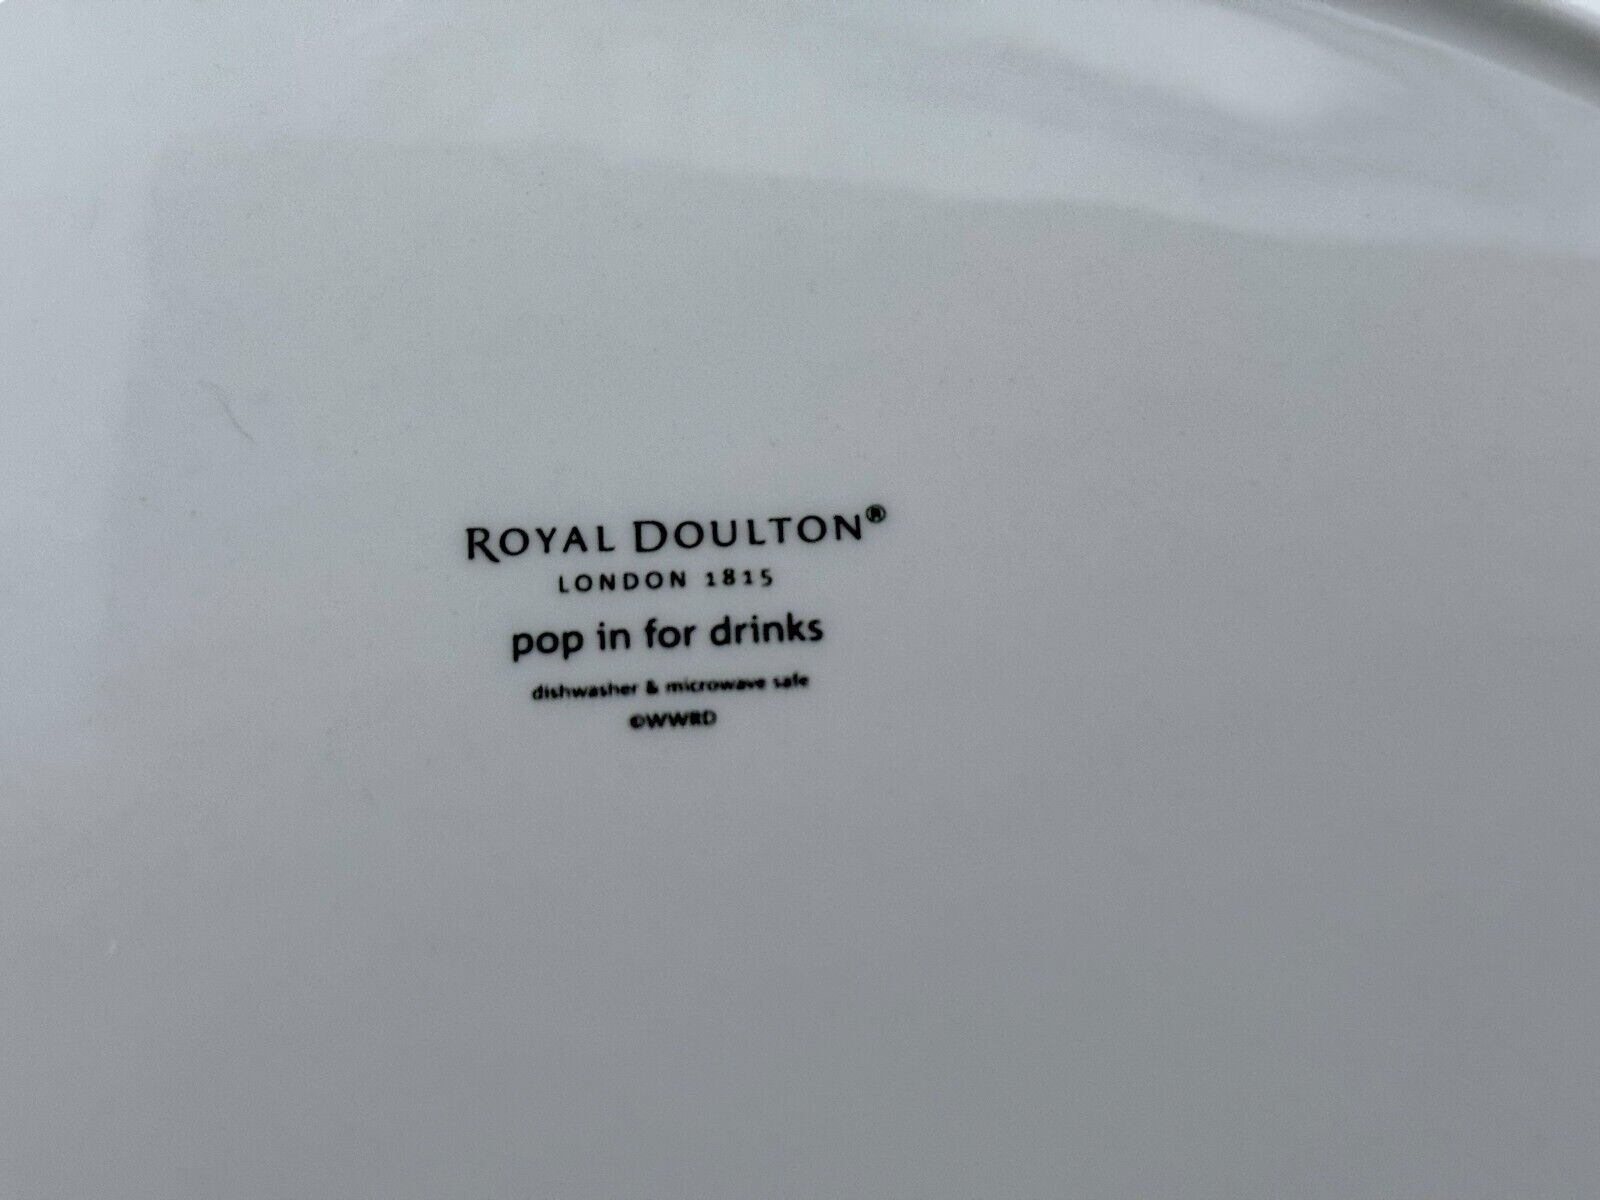 ROYAL DOULTON®
LONDON 1815
pop in for drinks
dishwasher & microwave safe
©WWRD